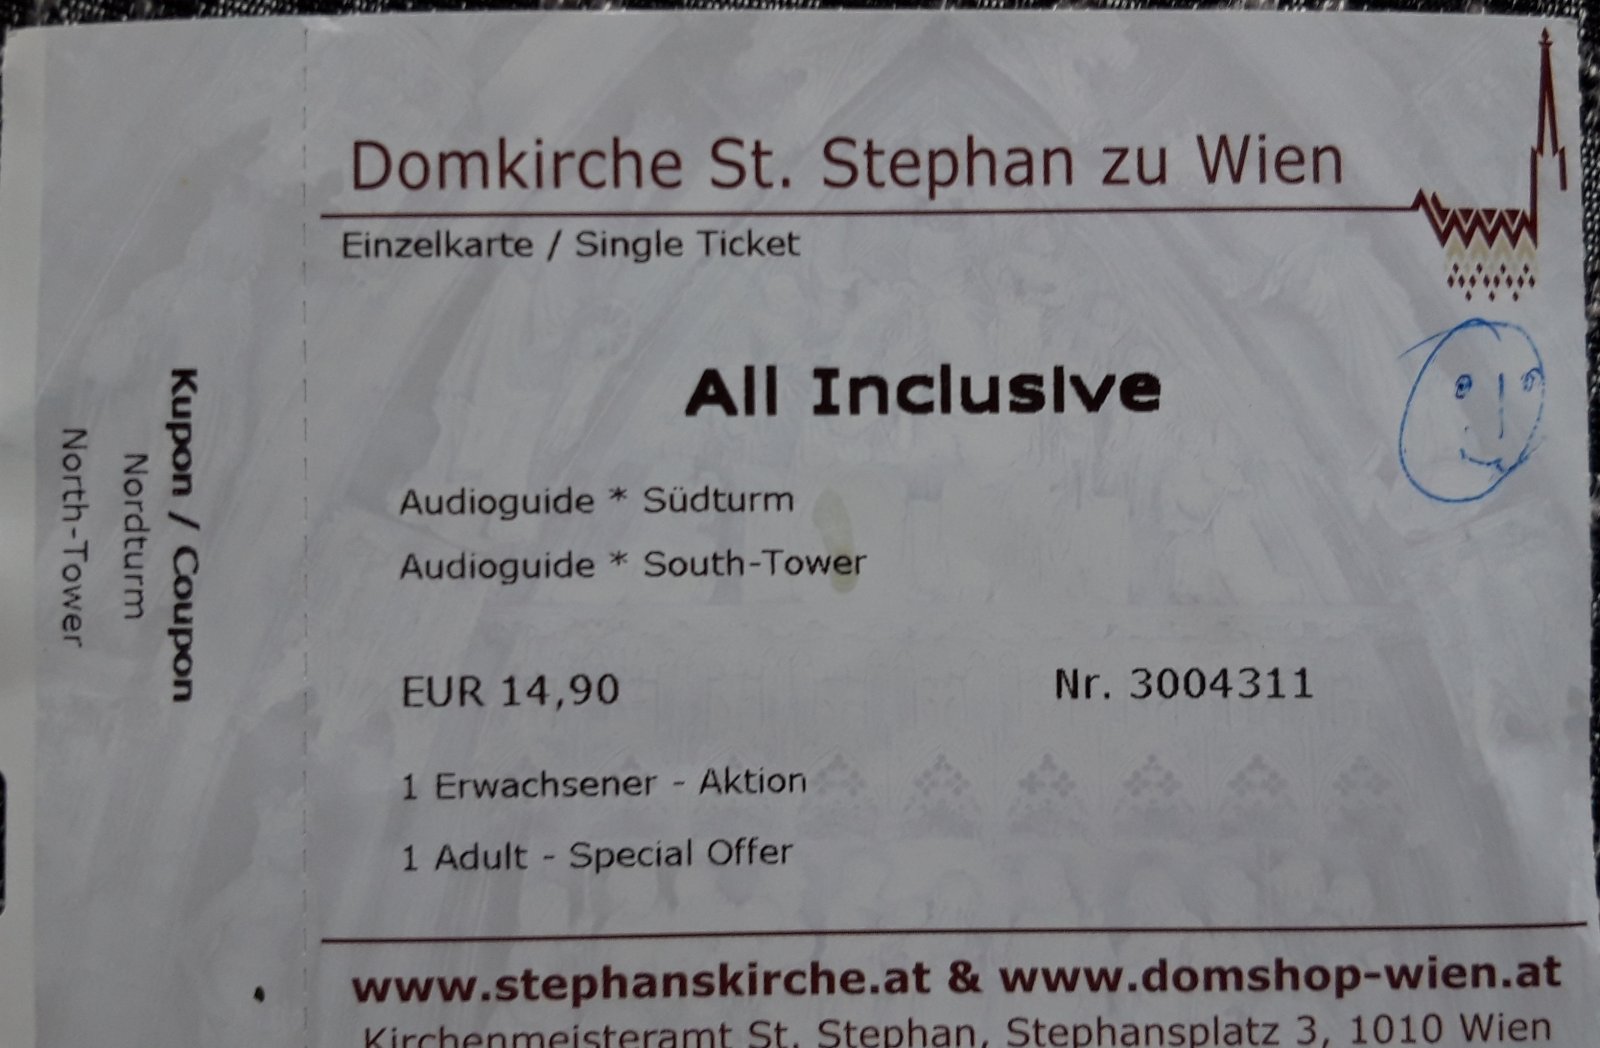 Domkirche St. Stephan zu Wien
Einzelkarte / Single Ticket
All Inclusive
Audioguide * Südturm
Audioguide * South-Tower
EUR 14,90
Nr. 3004311
1 Erwachsener - Aktion
1 Adult - Special Offer
www.stephanskirche.at & www.domshop-wien.at
Kirchenmeisteramt St. Stephan, Stephansplatz 3, 1010 Wien
Kupon / Coupon
Nordturm
North-Tower